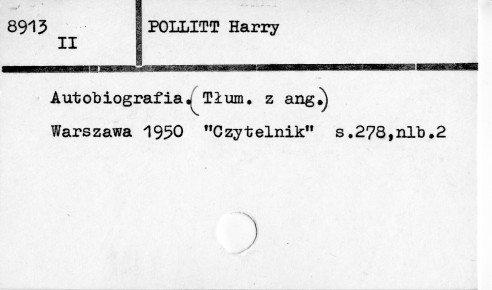 8913
II
POLLITT Harry
Autobiografia.(Tłum. z ang.)
Warszawa 1950 "Czytelnik" s.278,nlb.2